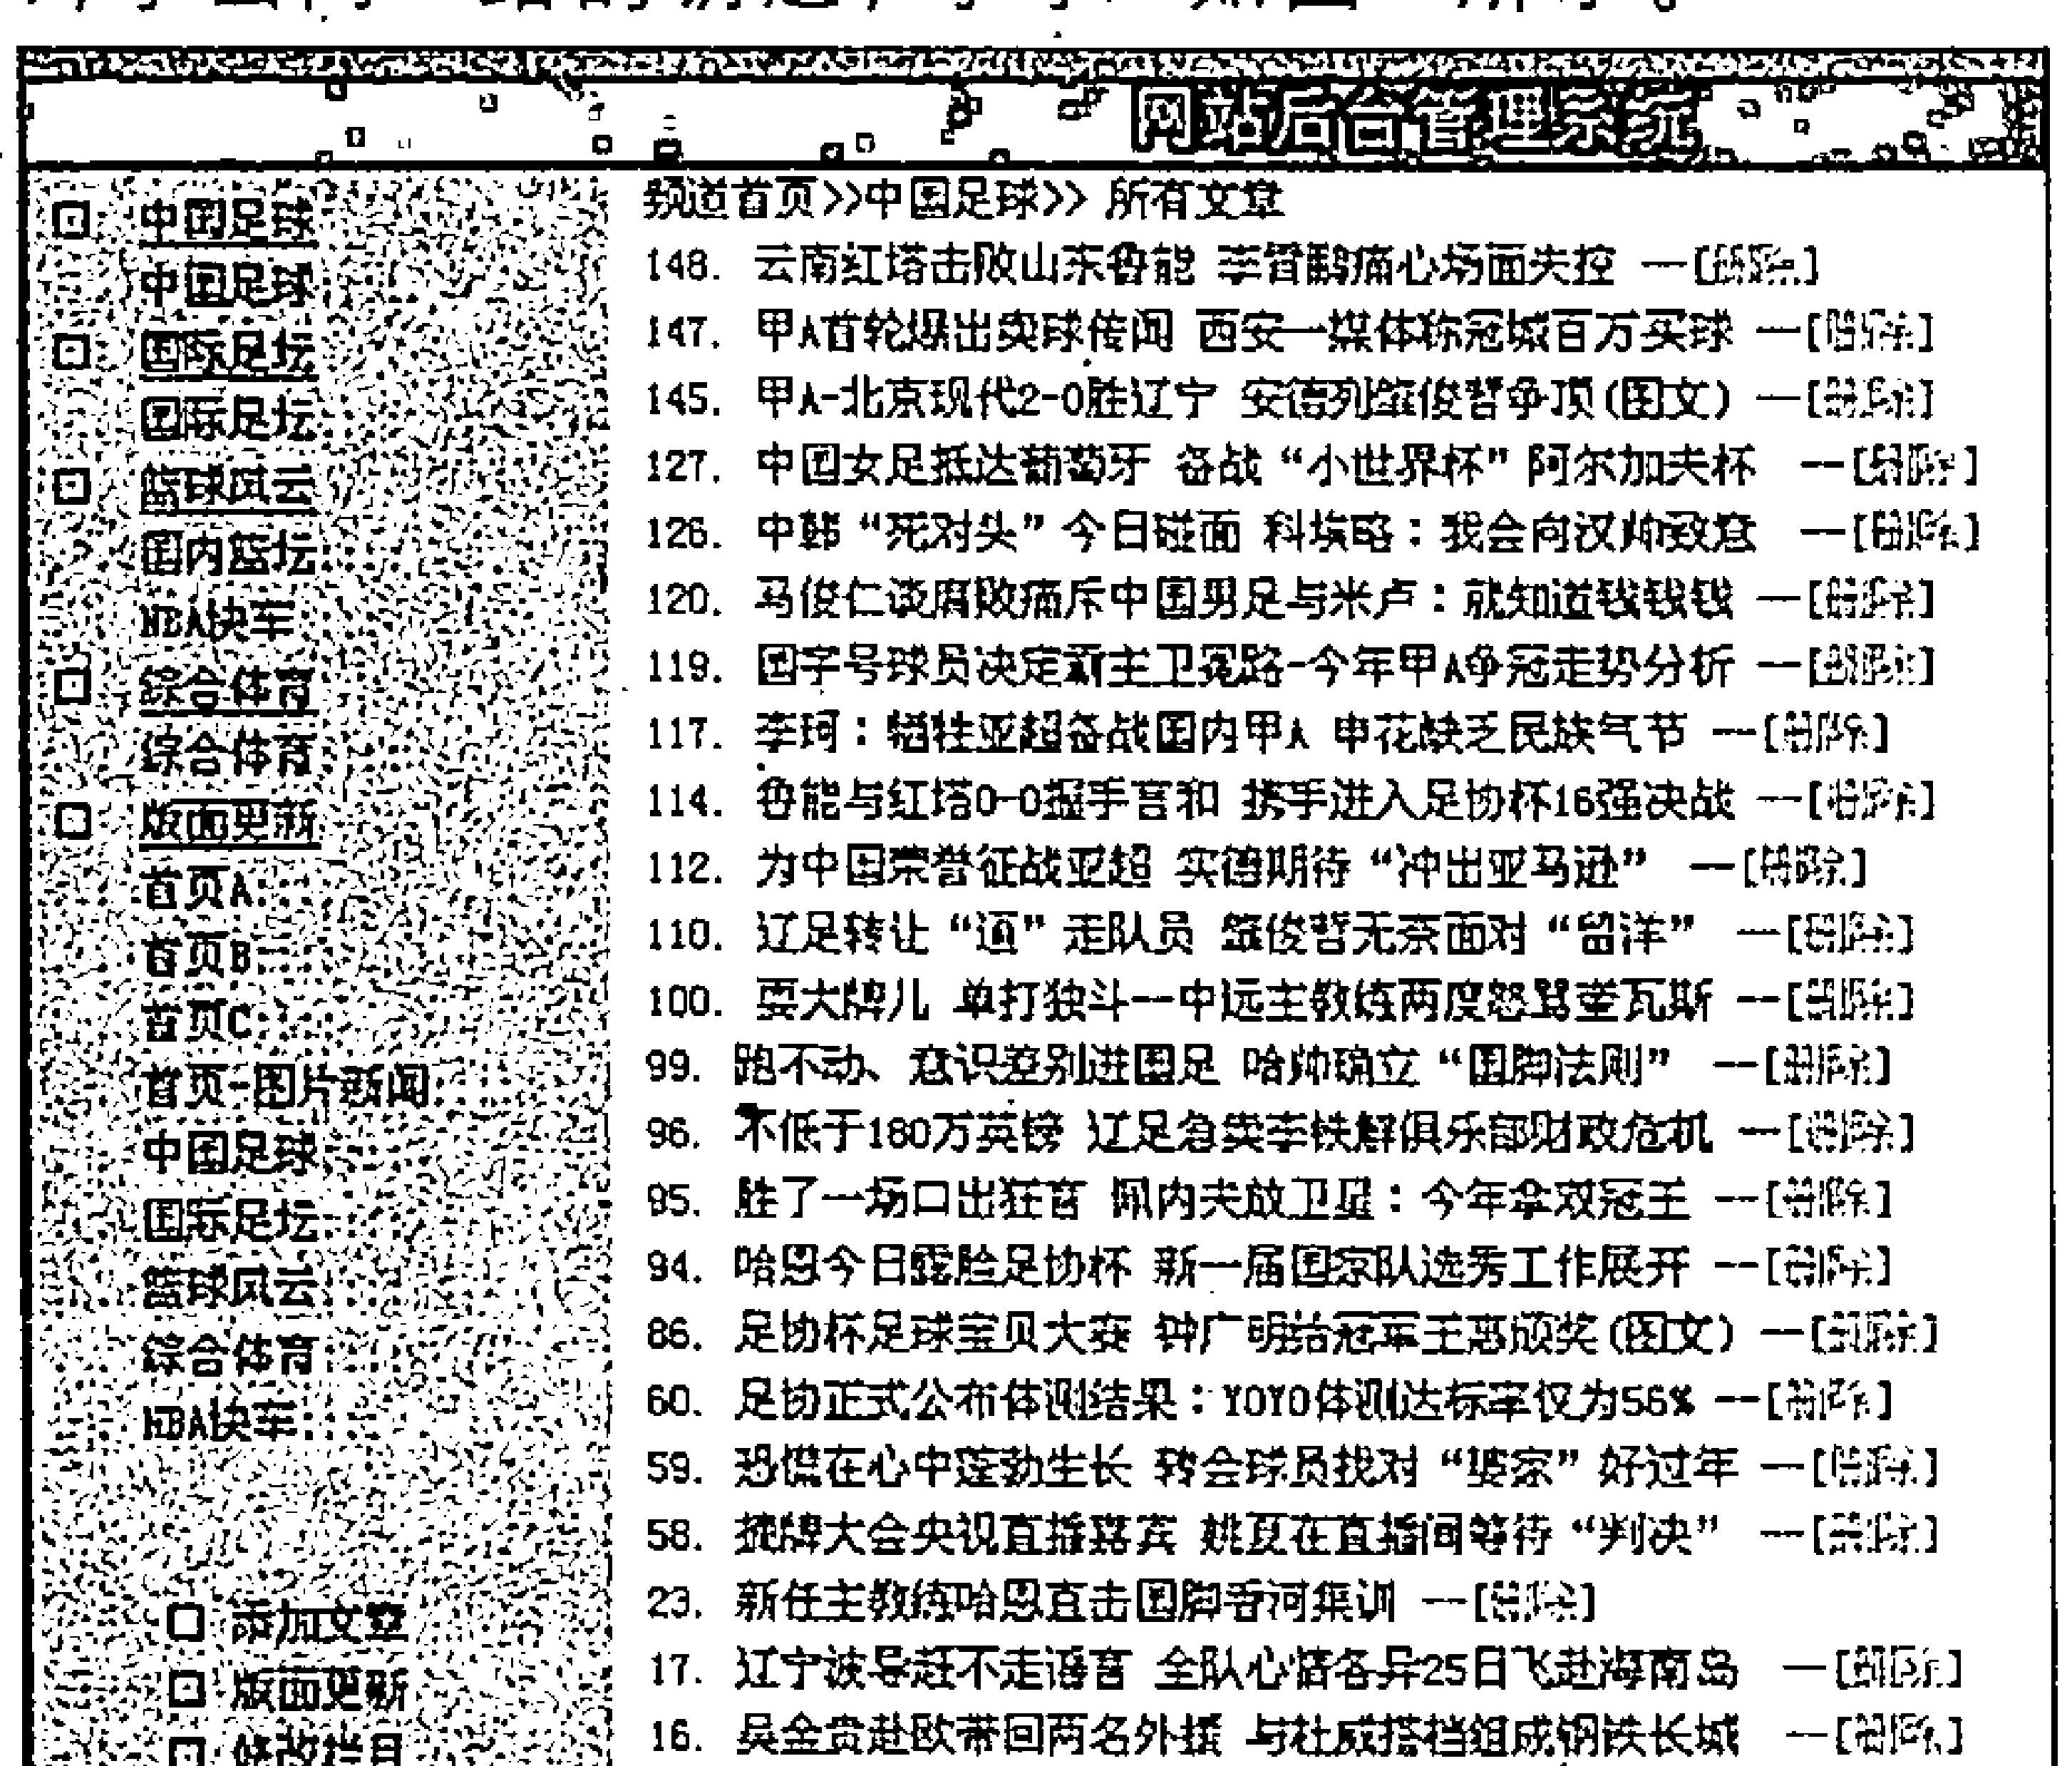 网站后台管理系统
中国足球
中国足球
国际足坛
国际足坛
篮球风云
国内篮坛
NBA快车
综合体育
综合体育
版面更新
首页A
首页B
首页C
首页-图片新闻
中国足球
国际足坛
篮球风云
综合体育
NBA快车
添加文章
版面更新
修改栏目
频道首页>>中国足球>> 所有文章
148. 云南红塔击败山东鲁能 李霄鹏痛心场面失控 --[删除]
147. 甲A首轮爆出卖球传闻 西安一媒体称冠城百万买球 --[删除]
145. 甲A-北京现代2-0胜辽宁 安德列徐俊哲争顶(图文) --[删除]
127. 中国女足抵达葡萄牙 备战“小世界杯”阿尔加夫杯 --[删除]
126. 中韩“死对头”今日碰面 科埃略：我会向汉帅致意 --[删除]
120. 马俊仁谈腐败痛斥中国男足与米卢：就知道钱钱钱 --[删除]
119. 国字号球员决定新主卫冕路-今年甲A争冠走势分析 --[删除]
117. 李珂：牺牲亚超备战国内甲A 申花缺乏民族气节 --[删除]
114. 鲁能与红塔0-0握手言和 携手进入足协杯16强决战 --[删除]
112. 为中国荣誉征战亚超 实德期待“冲出亚马逊” --[删除]
110. 辽足转让“逼”走队员 俊哲无奈面对“留洋” --[删除]
100. 耍大牌儿 单打独斗--中远主教练两度怒骂董瓦斯 --[删除]
99. 跑不动、意识差别进国足 哈帅确立“国脚法则” --[删除]
96. 不低于180万英镑 辽足急卖李铁解俱乐部财政危机 --[删除]
95. 胜了一场口出狂言 佩内夫放卫星：今年拿双冠王 --[删除]
94. 哈恩今日露脸足协杯 新一届国家队选秀工作展开 --[删除]
86. 足协杯足球宝贝大赛 钟广明给冠军王惠颁奖(图文) --[删除]
60. 足协正式公布体测结果：YOYO体测达标率仅为56% --[删除]
59. 恐慌在心中蓬勃生长 转会球员找对“婆家”好过年 --[删除]
58. 摘牌大会央视直播嘉宾 姚夏在直播间等待“判决” --[删除]
23. 新任主教练哈恩直击国脚香河集训 --[删除]
17. 辽宁波导赶不走谣言 全队心情各异25日飞赴海南岛 --[删除]
16. 吴金贵赴欧带回两名外援 与杜威搭档组成钢铁长城 --[删除]